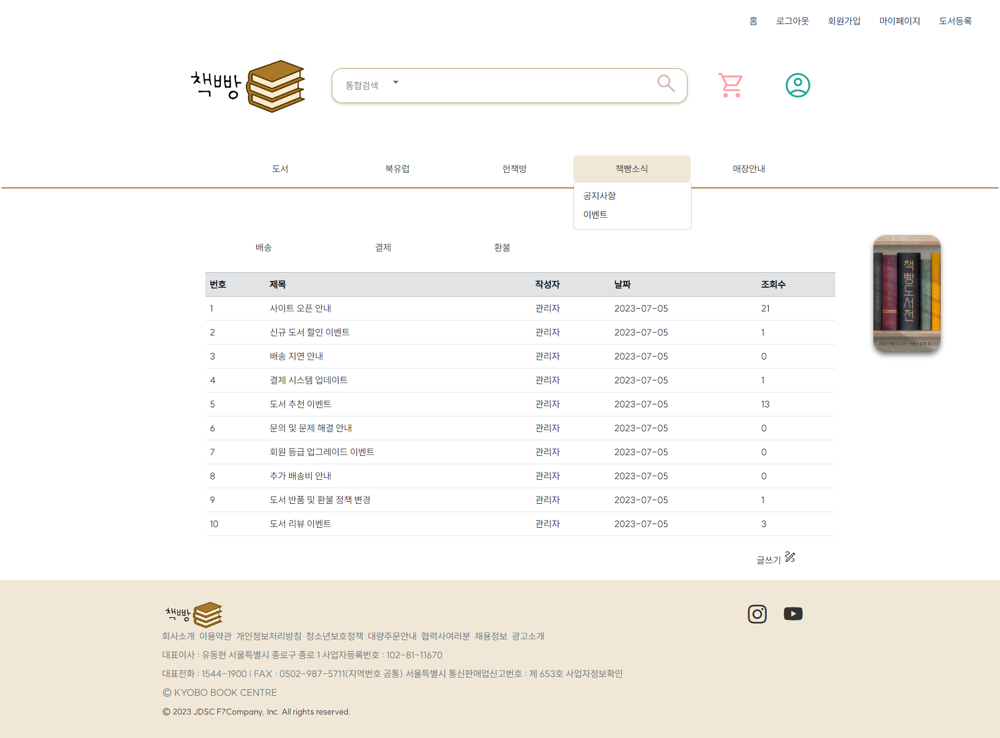 홈 로그아웃 회원가입 마이페이지 도서등록
책빵
통합검색
도서 북유럽 헌책방 책빵소식 매장안내
공지사항
이벤트
배송 결제 환불
책빵도서전
2023 책빵 도서전, 책빵이 함께 합니다.
번호 제목 작성자 날짜 조회수
1 사이트 오픈 안내 관리자 2023-07-05 21
2 신규 도서 할인 이벤트 관리자 2023-07-05 1
3 배송 지연 안내 관리자 2023-07-05 0
4 결제 시스템 업데이트 관리자 2023-07-05 1
5 도서 추천 이벤트 관리자 2023-07-05 13
6 문의 및 문제 해결 안내 관리자 2023-07-05 0
7 회원 등급 업그레이드 이벤트 관리자 2023-07-05 0
8 추가 배송비 안내 관리자 2023-07-05 0
9 도서 반품 및 환불 정책 변경 관리자 2023-07-05 1
10 도서 리뷰 이벤트 관리자 2023-07-05 3
글쓰기
책빵
회사소개 이용약관 개인정보처리방침 청소년보호정책 대량주문안내 협력사여러분 채용정보 광고소개
대표이사 : 유동현 서울특별시 종로구 종로 1 사업자등록번호 : 102-81-11670
대표전화 : 1544-1900 | FAX : 0502-987-5711(지역번호 공통) 서울특별시 통신판매업신고번호 : 제 653호 사업자정보확인
© KYOBO BOOK CENTRE
© 2023 JDSC F7Company, Inc. All rights reserved.